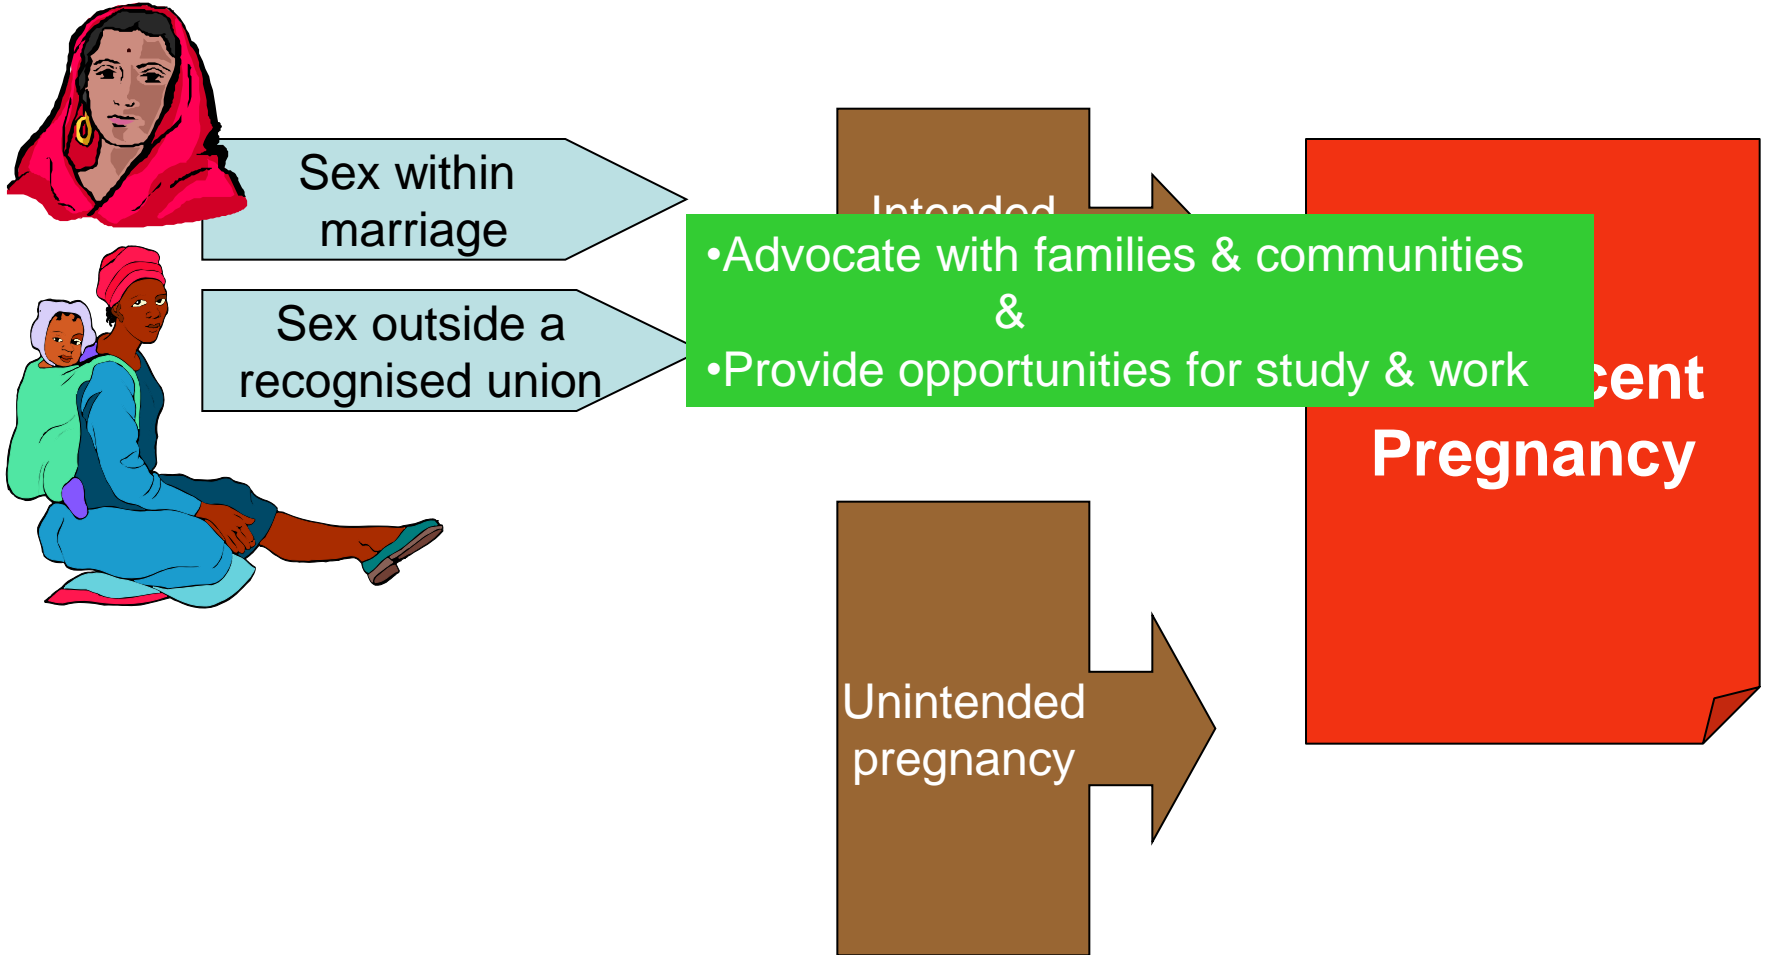 Sex within
marriage
Sex outside a
recognised union
Intended
•Advocate with families & communities
&
•Provide opportunities for study & work
cent
Pregnancy
Unintended
pregnancy